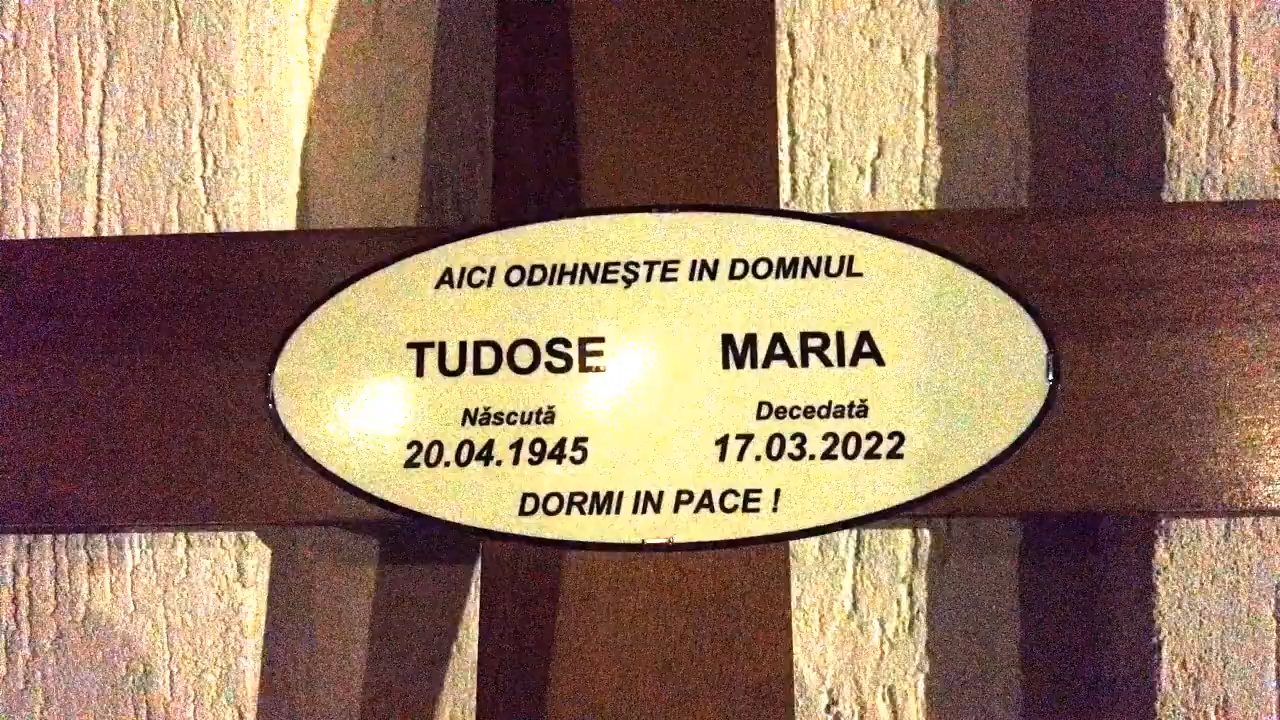 AICI ODIHNEŞTE IN DOMNUL
TUDOSE MARIA
Născută Decedată
20.04.1945 17.03.2022
DORMI IN PACE !